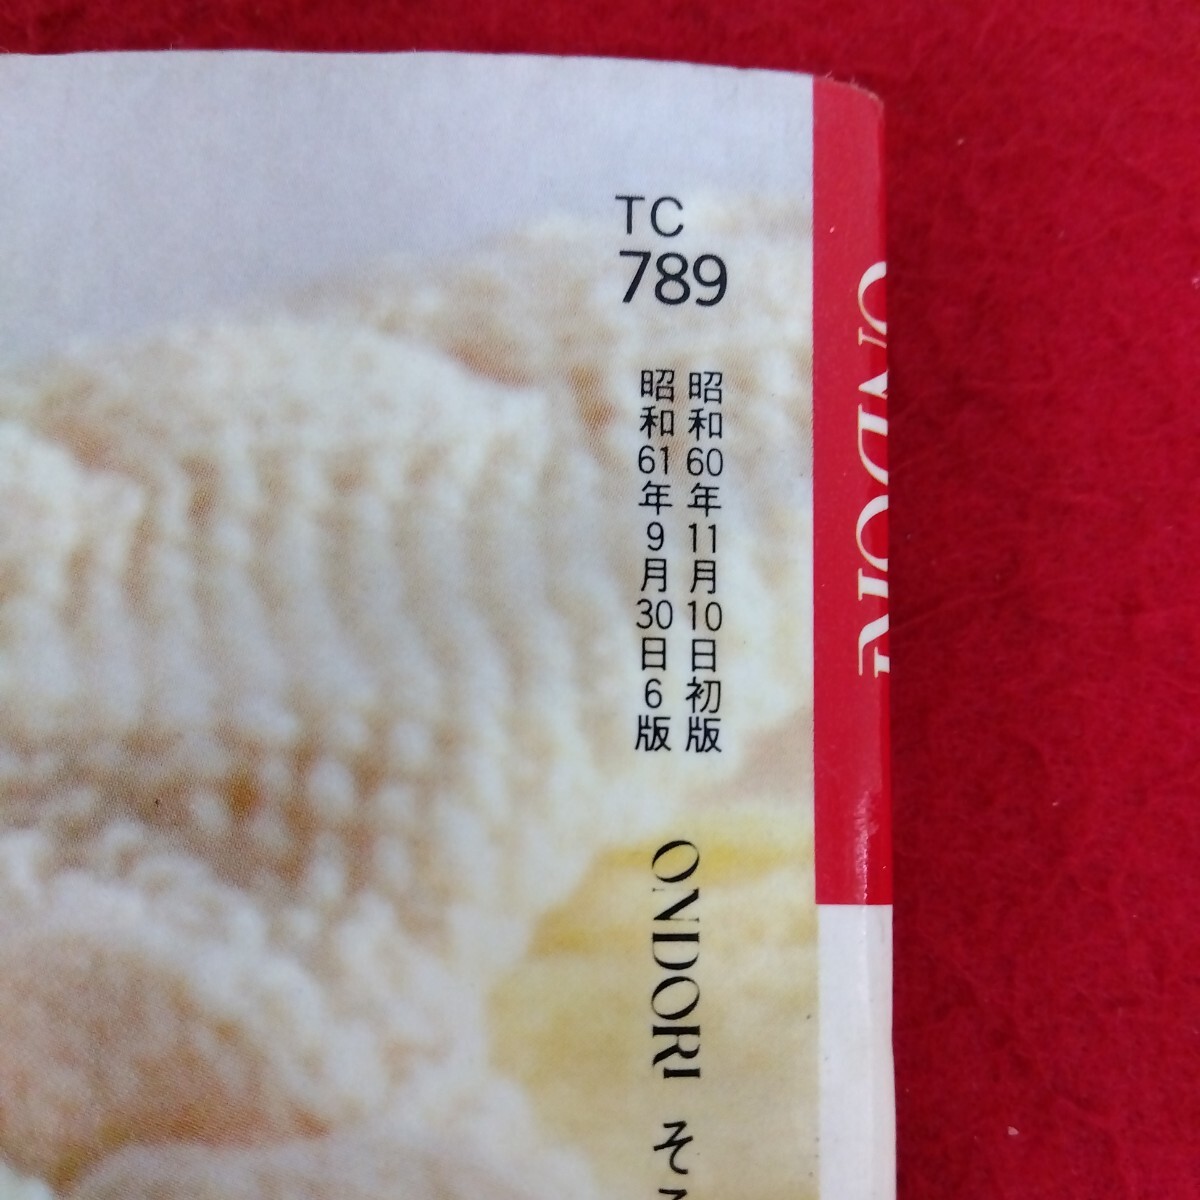 TC
789
昭和60年11月10日初版
昭和61年9月30日6版
ONDORI そ
ONDORI